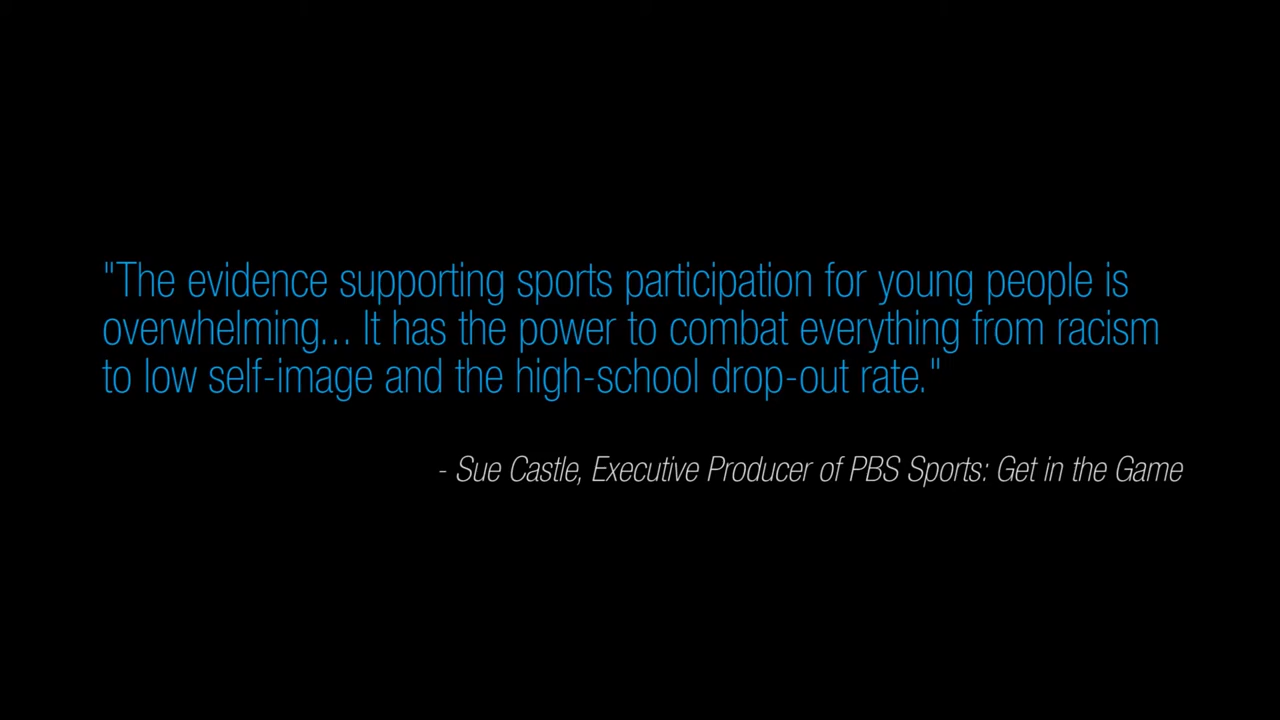 "The evidence supporting sports participation for young people is
overwhelming... It has the power to combat everything from racism
to low self-image and the high-school drop-out rate."
- Sue Castle, Executive Producer of PBS Sports: Get in the Game